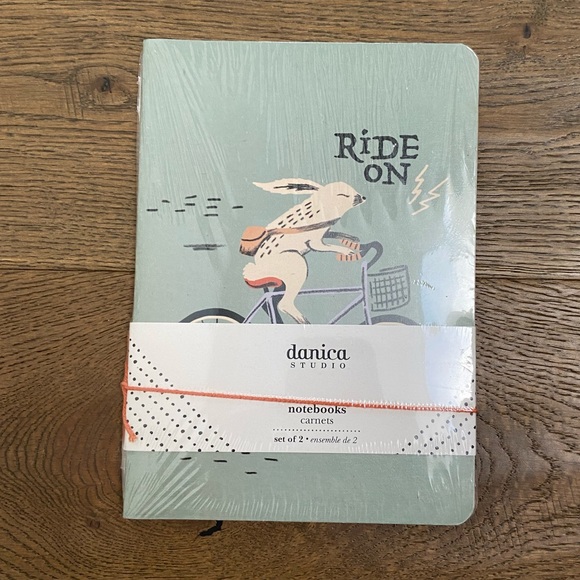 RiDE
ON
danica
STUDIO
notebooks
carnets
set of 2 • ensemble de 2